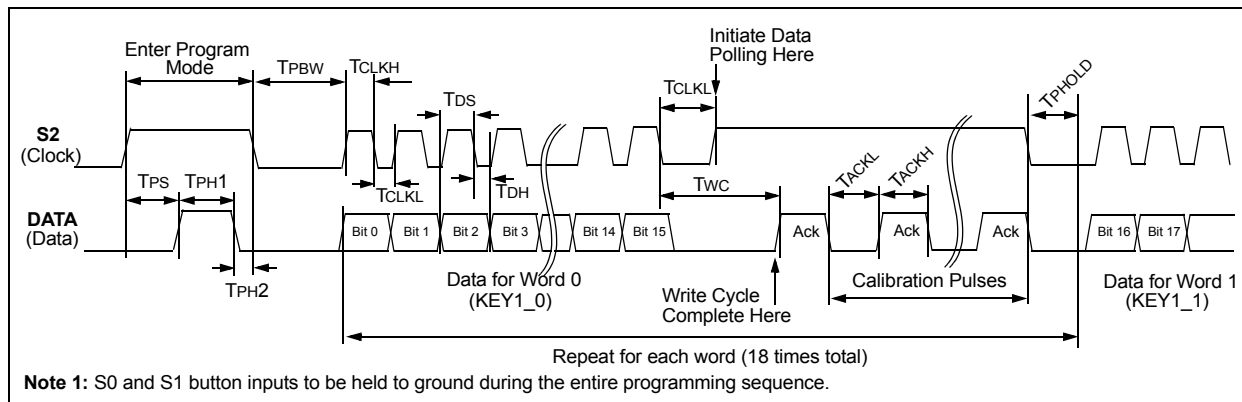 Enter Program
Mode
Initiate Data
Polling Here
TPBW
TCLKH
TDS
TCLKL
TPHOLD
S2
(Clock)
TPS
TPH1
TCLKL
TDH
TWC
TACKL
TACKH
DATA
(Data)
Bit 0
Bit 1
Bit 2
Bit 3
Bit 14
Bit 15
Ack
Ack
Ack
Bit 16
Bit 17
TPH2
Data for Word 0
(KEY1_0)
Write Cycle
Complete Here
Calibration Pulses
Data for Word 1
(KEY1_1)
Repeat for each word (18 times total)
Note 1: S0 and S1 button inputs to be held to ground during the entire programming sequence.